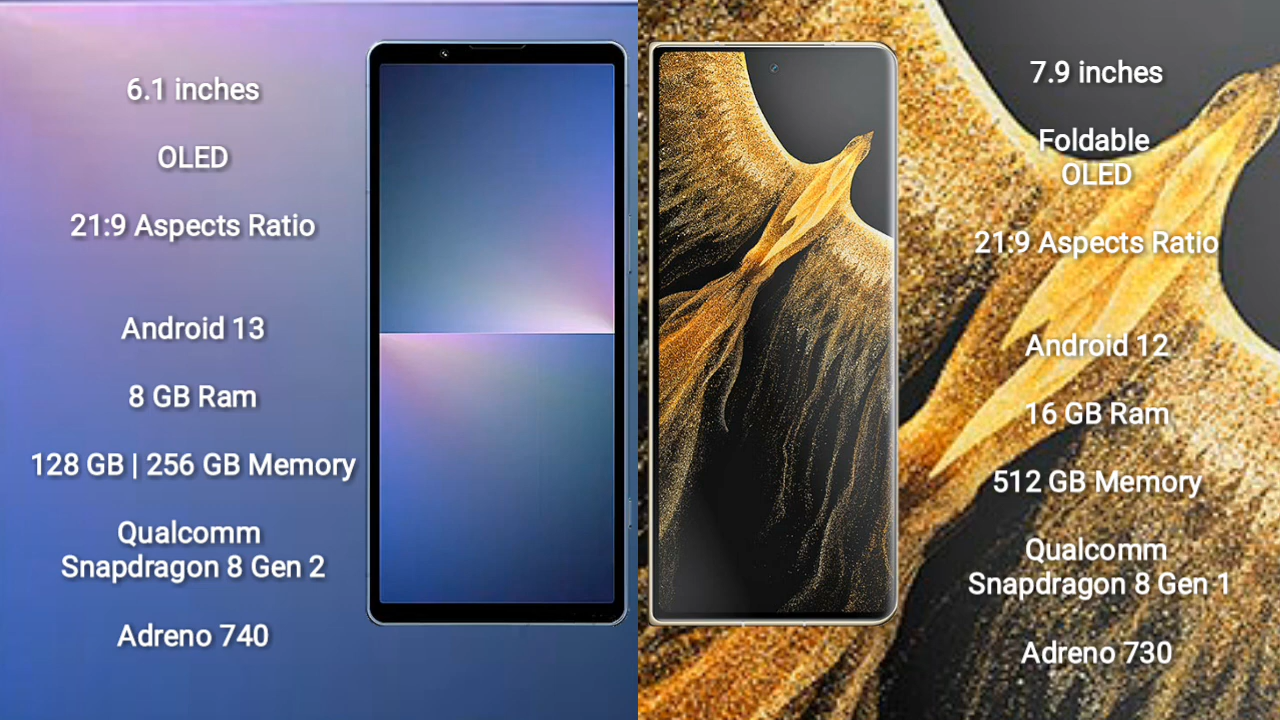 6.1 inches
OLED
21:9 Aspects Ratio
Android 13
8 GB Ram
128 GB | 256 GB Memory
Qualcomm
Snapdragon 8 Gen 2
Adreno 740
7.9 inches
Foldable
OLED
21:9 Aspects Ratio
Android 12
16 GB Ram
512 GB Memory
Qualcomm
Snapdragon 8 Gen 1
Adreno 730